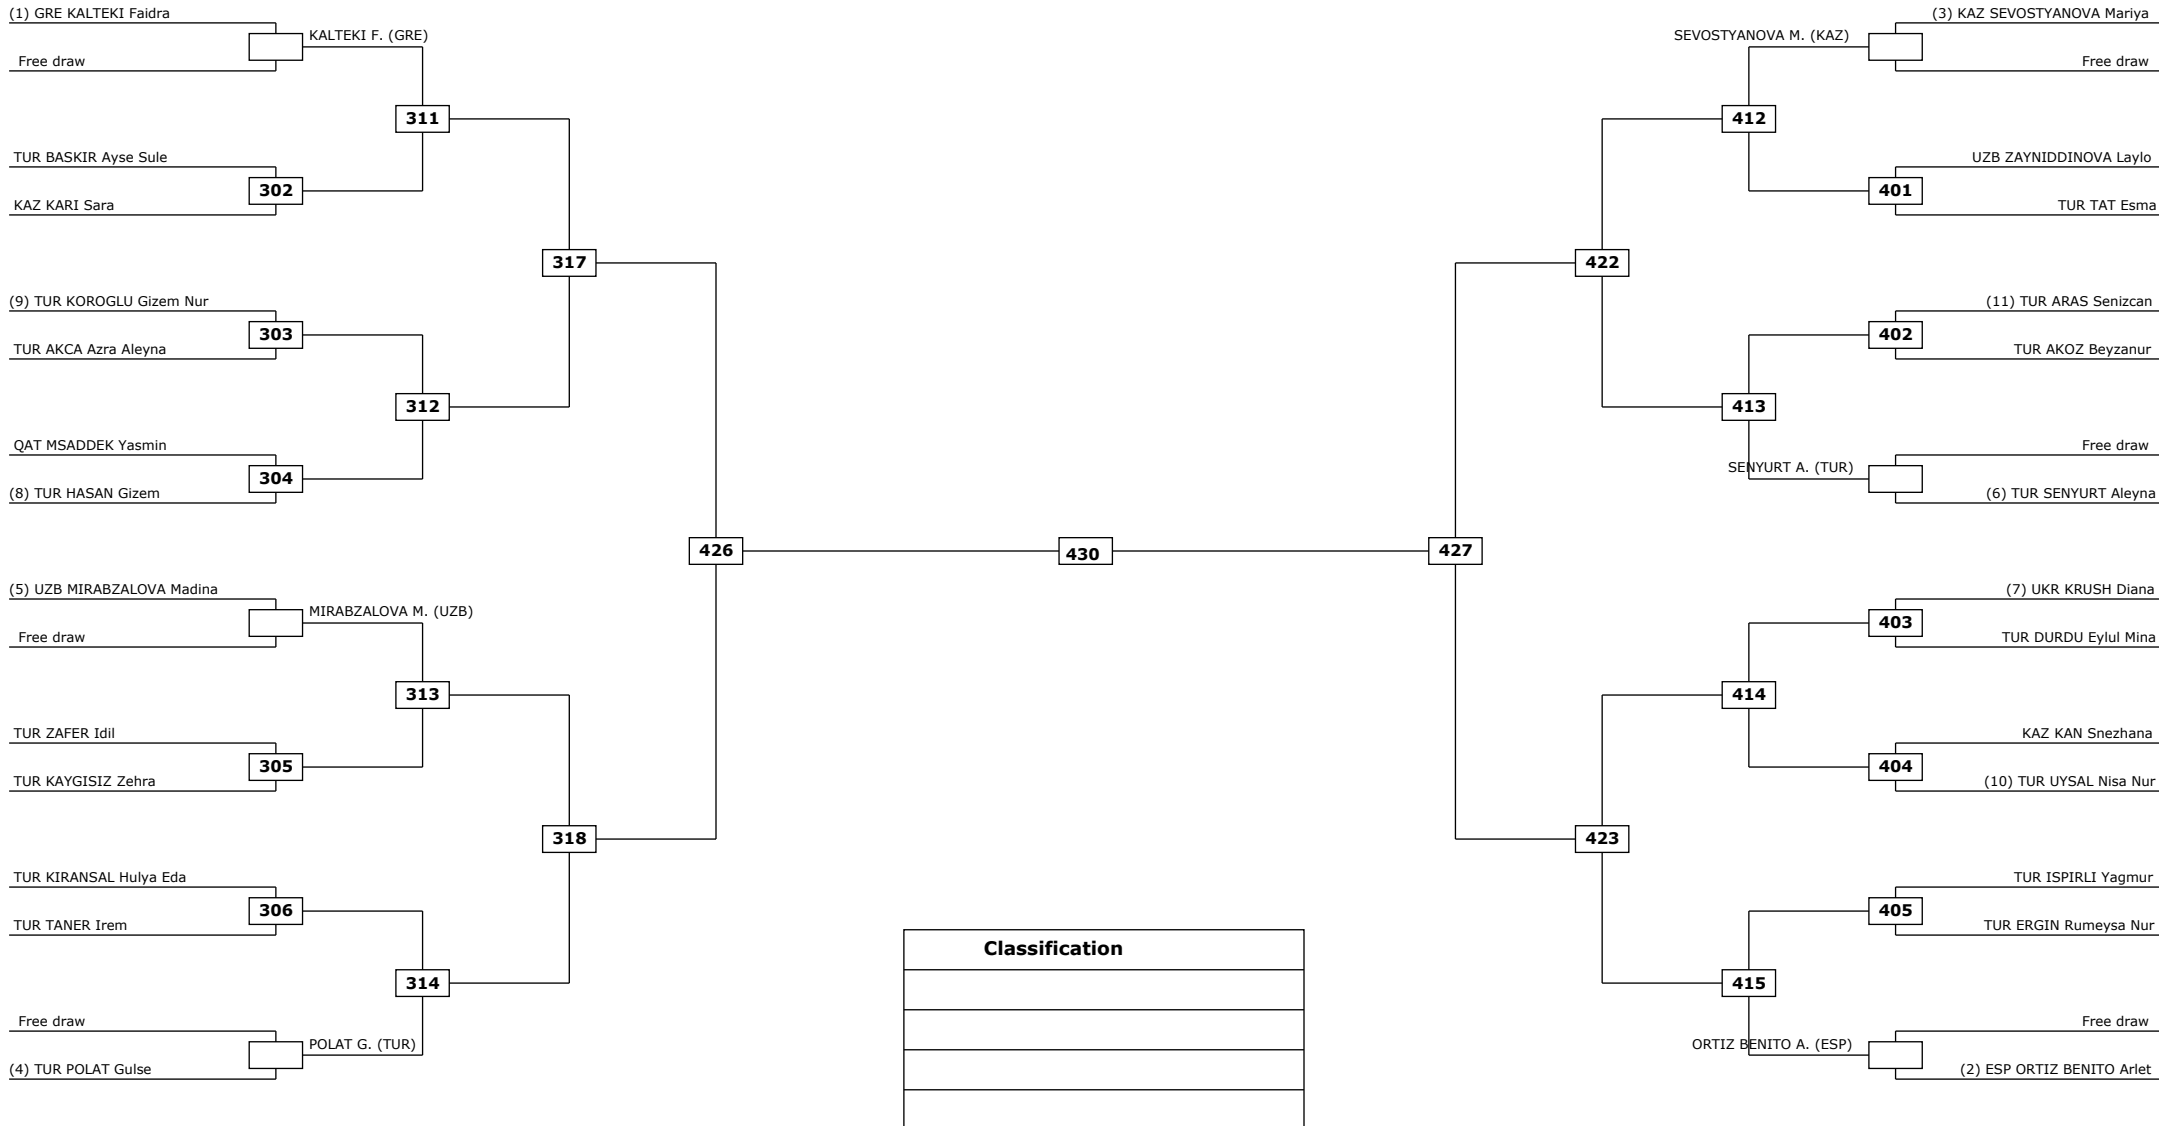 (1) GRE KALTEKI Faidra
KALTEKI F. (GRE)
Free draw
311
TUR BASKIR Ayse Sule
302
KAZ KARI Sara
317
(9) TUR KOROGLU Gizem Nur
303
TUR AKCA Azra Aleyna
312
QAT MSADDEK Yasmin
304
(8) TUR HASAN Gizem
426
(5) UZB MIRABZALOVA Madina
MIRABZALOVA M. (UZB)
Free draw
313
TUR ZAFER Idil
305
TUR KAYGISIZ Zehra
318
TUR KIRANSAL Hulya Eda
306
TUR TANER Irem
314
Free draw
POLAT G. (TUR)
(4) TUR POLAT Gulse
430
Classification
(3) KAZ SEVOSTYANOVA Mariya
SEVOSTYANOVA M. (KAZ)
Free draw
412
UZB ZAYNIDDINOVA Laylo
401
TUR TAT Esma
422
(11) TUR ARAS Senizcan
402
TUR AKOZ Beyzanur
413
Free draw
SENYURT A. (TUR)
(6) TUR SENYURT Aleyna
427
(7) UKR KRUSH Diana
403
TUR DURDU Eylul Mina
414
KAZ KAN Snezhana
404
(10) TUR UYSAL Nisa Nur
423
TUR ISPIRLI Yagmur
405
TUR ERGIN Rumeysa Nur
415
Free draw
ORTIZ BENITO A. (ESP)
(2) ESP ORTIZ BENITO Arlet